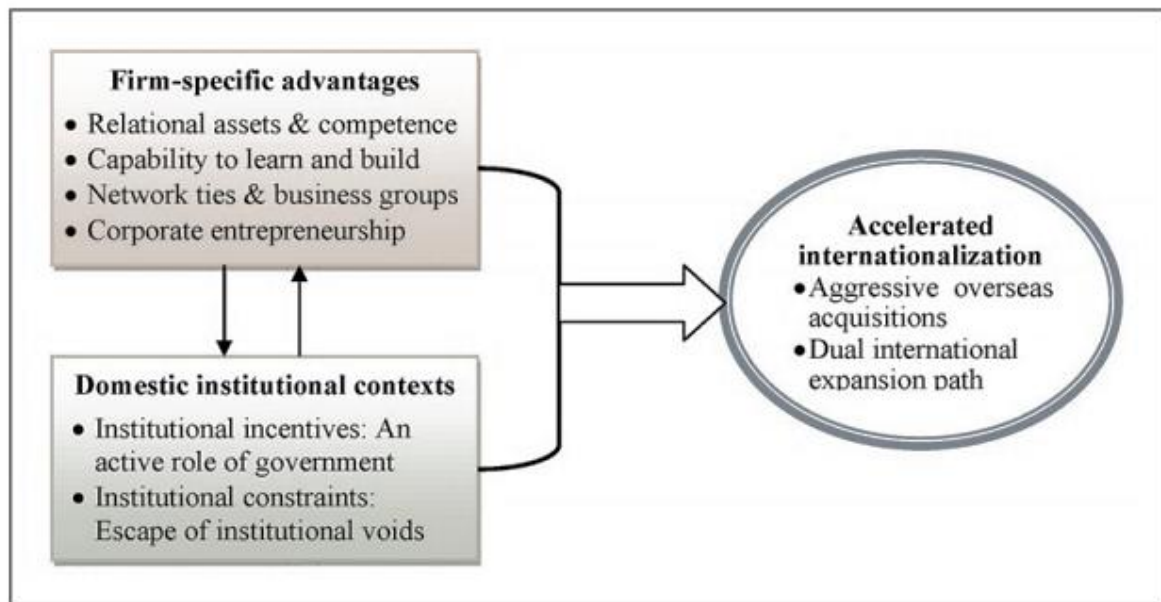 Firm-specific advantages
• Relational assets & competence
• Capability to learn and build
• Network ties & business groups
• Corporate entrepreneurship
Domestic institutional contexts
• Institutional incentives: An
active role of government
• Institutional constraints:
Escape of institutional voids
Accelerated
internationalization
•Aggressive overseas
acquisitions
•Dual international
expansion path